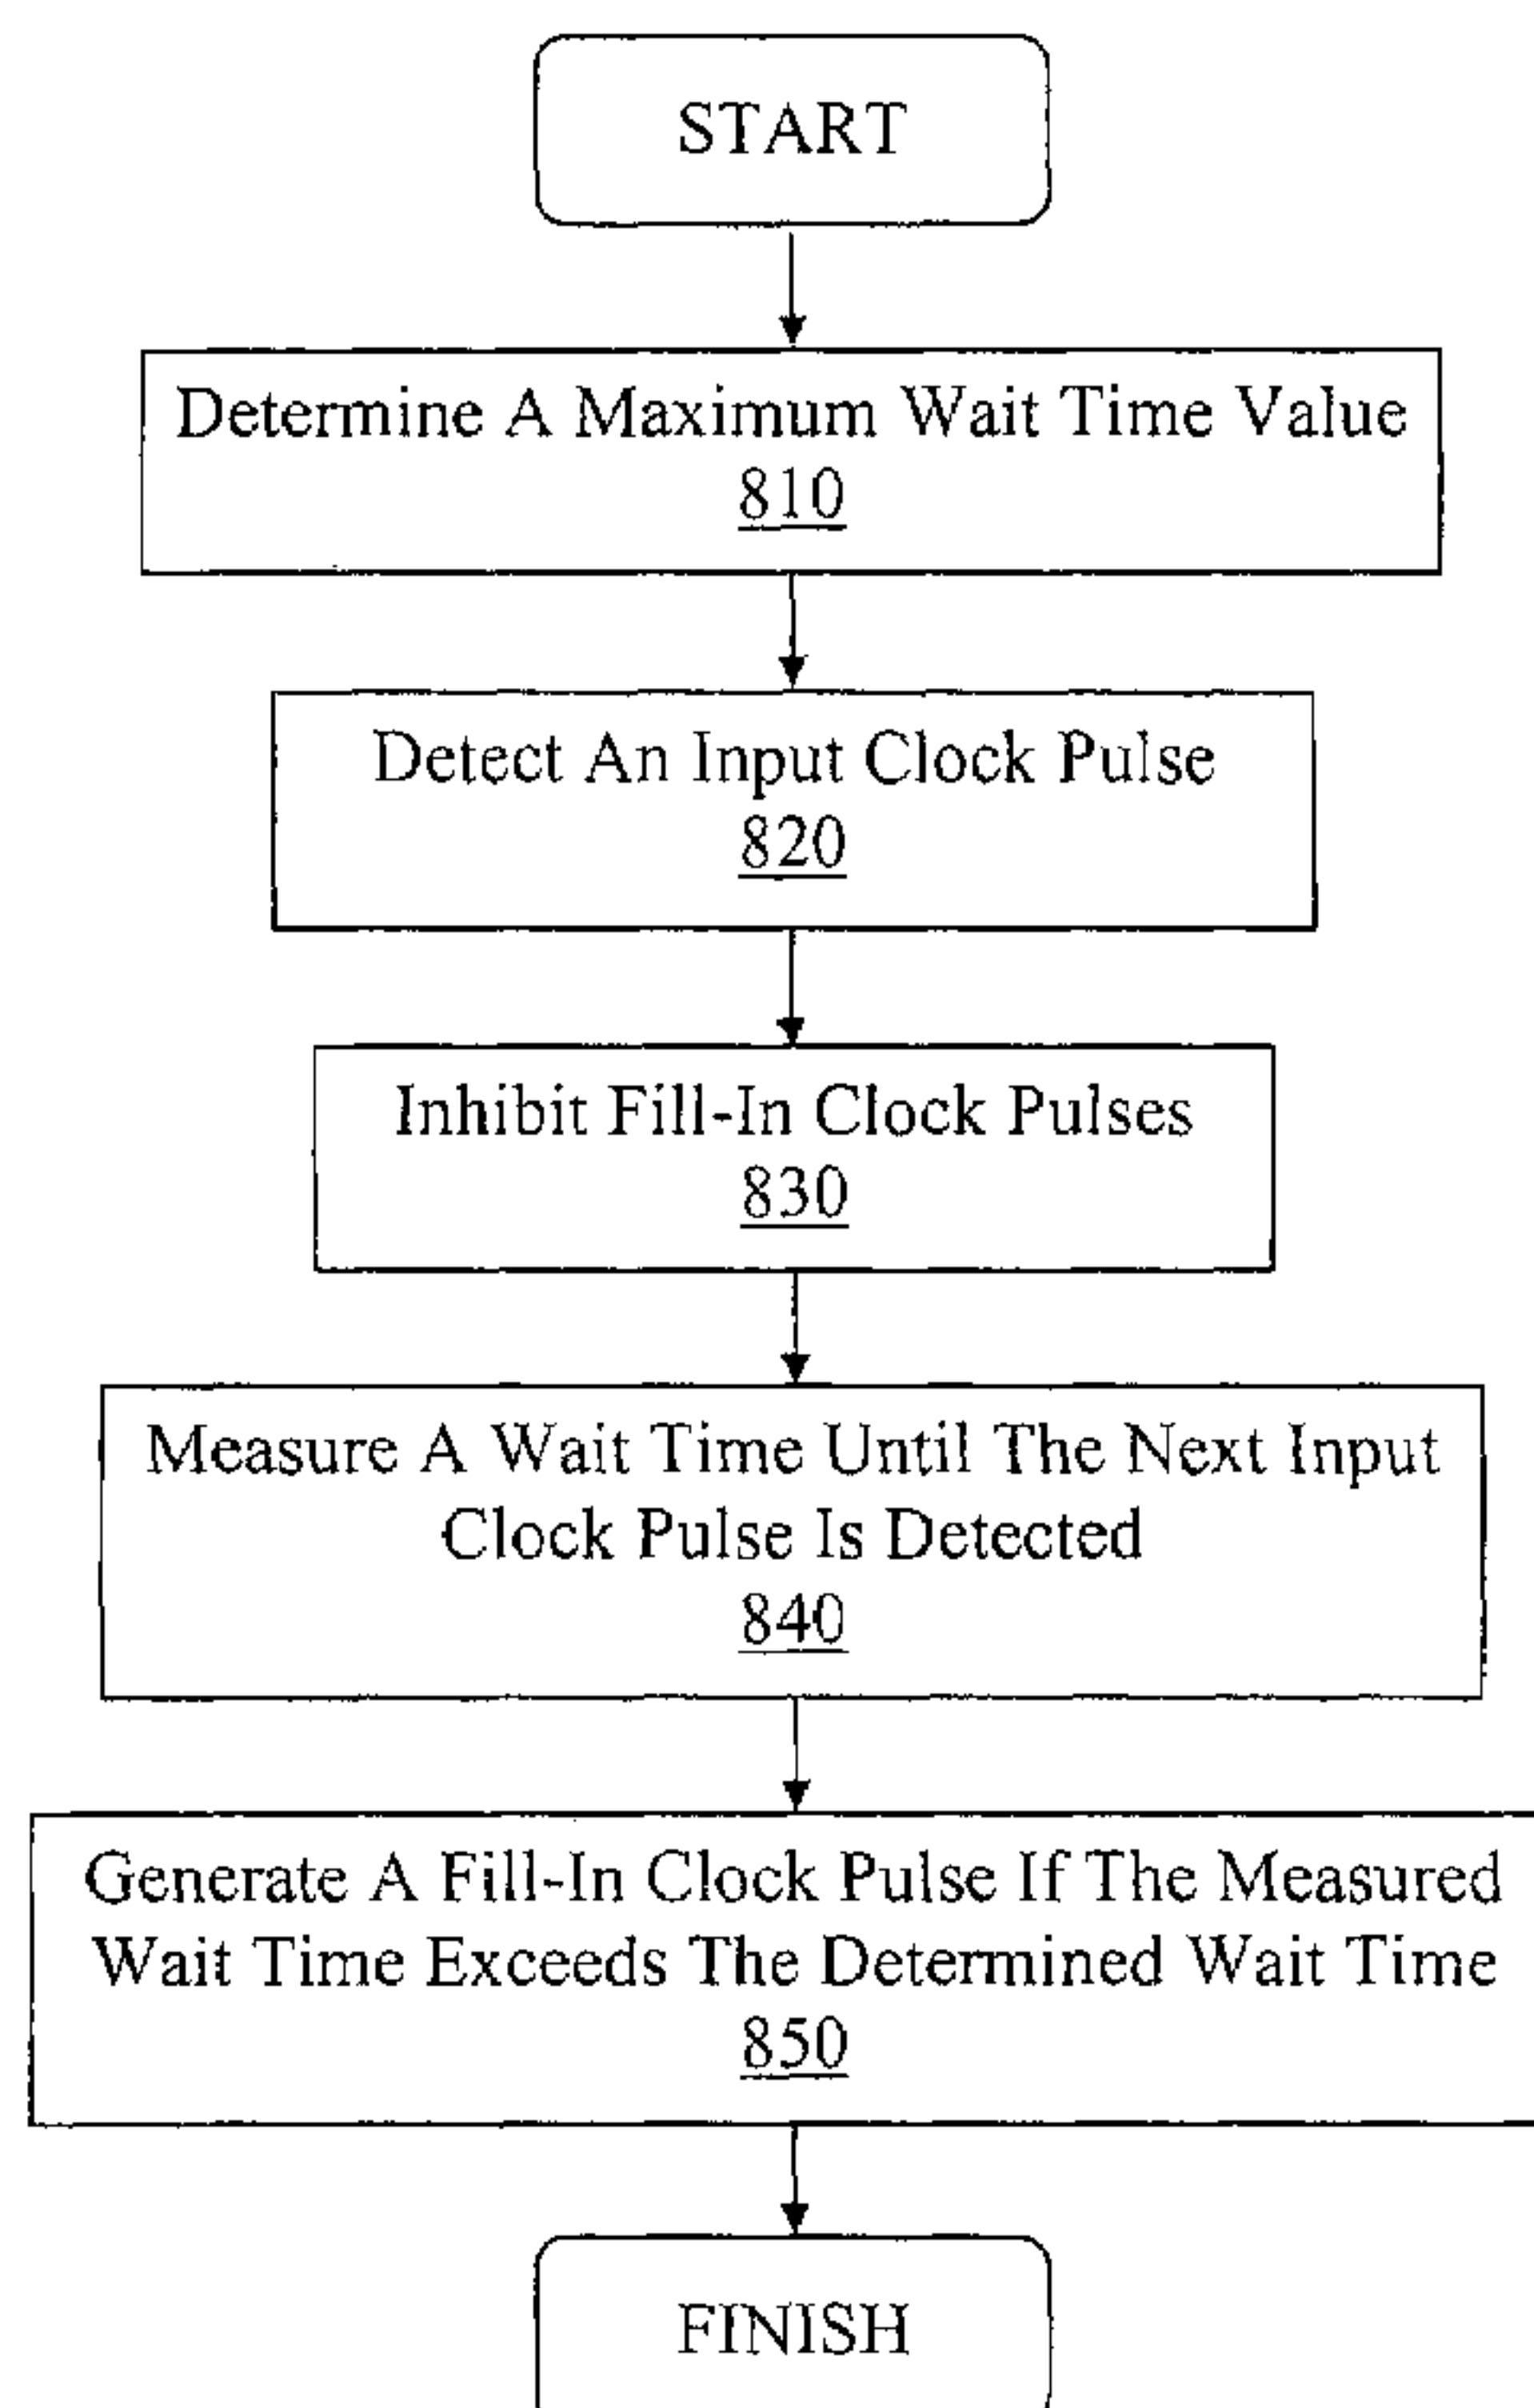 START
Determine A Maximum Wait Time Value
810
Detect An Input Clock Pulse
820
Inhibit Fill-In Clock Pulses
830
Measure A Wait Time Until The Next Input
Clock Pulse Is Detected
840
Generate A Fill-In Clock Pulse If The Measured
Wait Time Exceeds The Determined Wait Time
850
FINISH